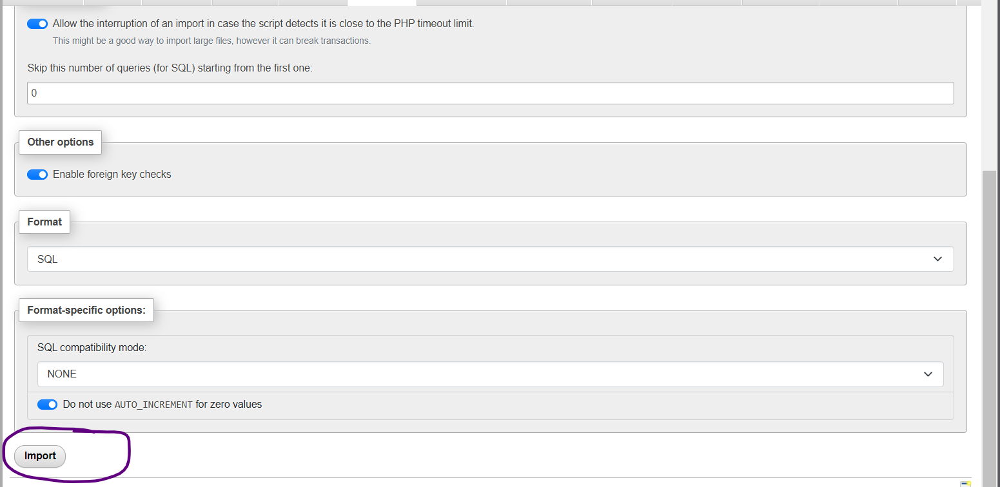 Allow the interruption of an import in case the script detects it is close to the PHP timeout limit.
This might be a good way to import large files, however it can break transactions.
Skip this number of queries (for SQL) starting from the first one:
0
Other options
Enable foreign key checks
Format
SQL
Format-specific options:
SQL compatibility mode:
NONE
Do not use AUTO_INCREMENT for zero values
Import